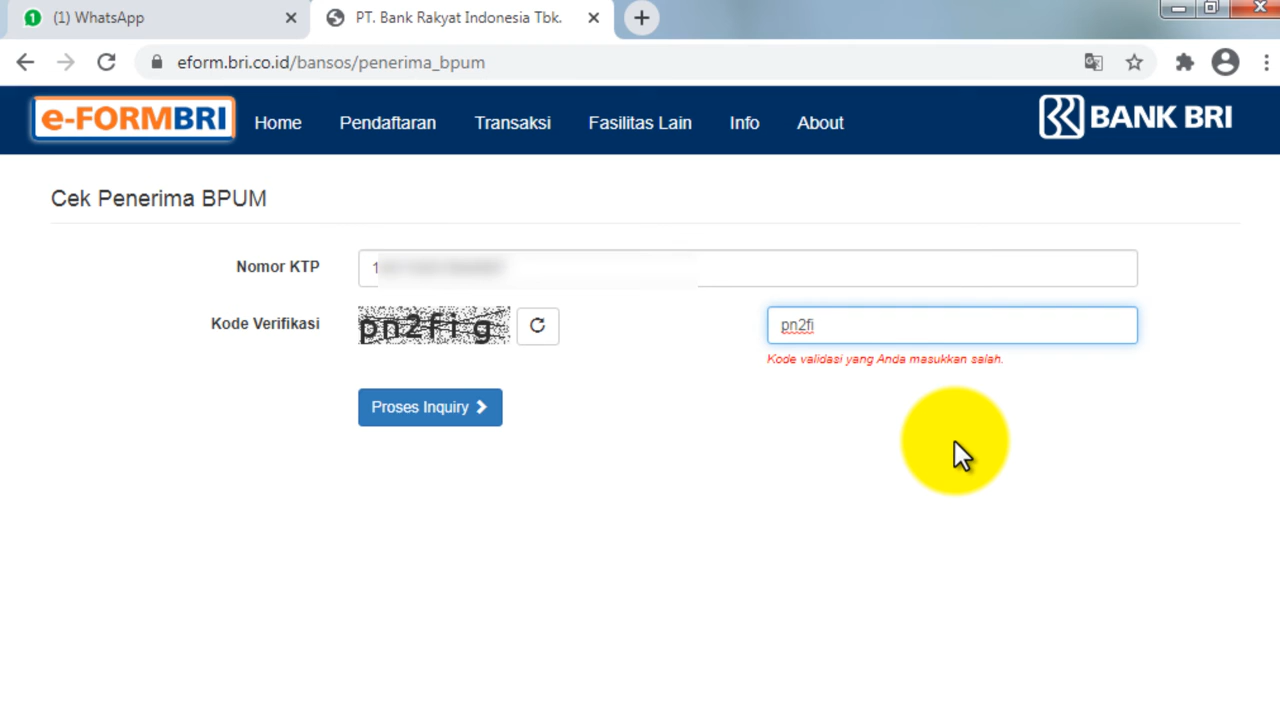 1 (1) WhatsApp PT. Bank Rakyat Indonesia Tbk.
eform.bri.co.id/bansos/penerima_bpum
e-FORMBRI Home Pendaftaran Transaksi Fasilitas Lain Info About BANK BRI
Cek Penerima BPUM
Nomor KTP 1
Kode Verifikasi pn2fig pn2fi
Kode validasi yang Anda masukkan salah.
Proses Inquiry